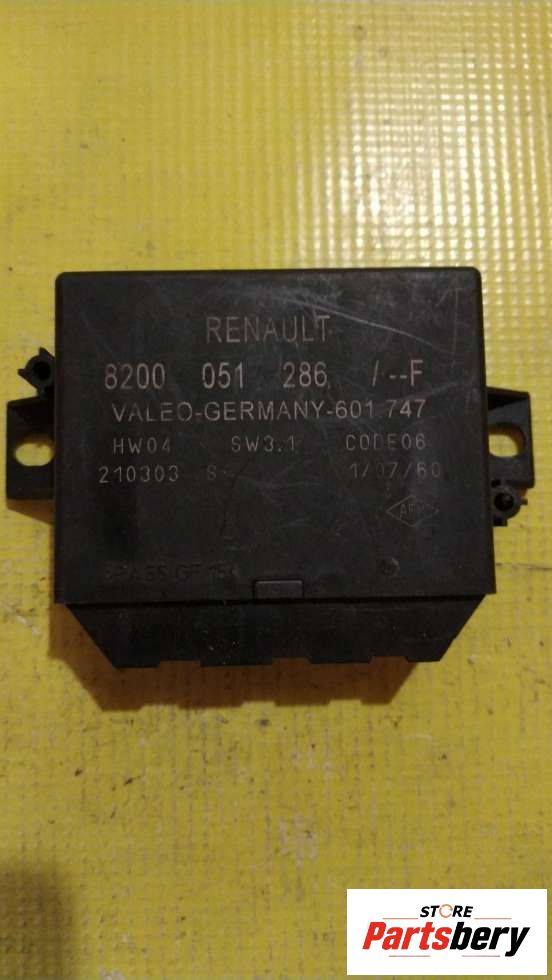 RENAULT
8200 051 286 /--F
VALEO-GERMANY-601.747
HW04 SW3.1 CODE06
210303 1/07/60
STORE
Partsbery